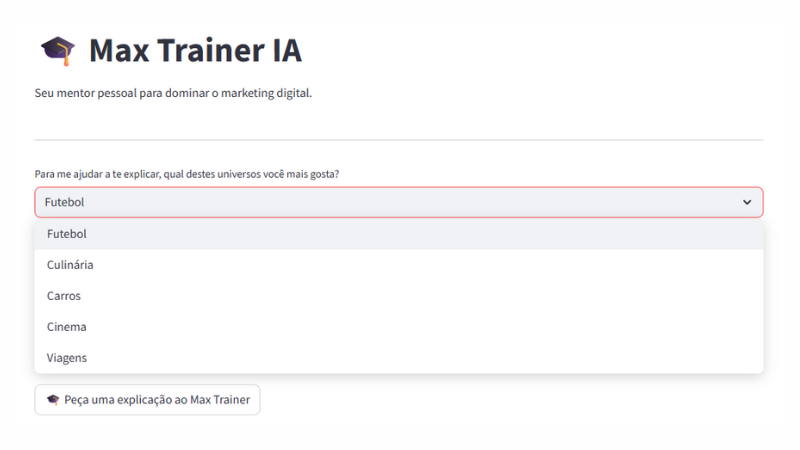 Max Trainer IA
Seu mentor pessoal para dominar o marketing digital.
Para me ajudar a te explicar, qual destes universos você mais gosta?
Futebol
Futebol
Culinária
Carros
Cinema
Viagens
Peça uma explicação ao Max Trainer